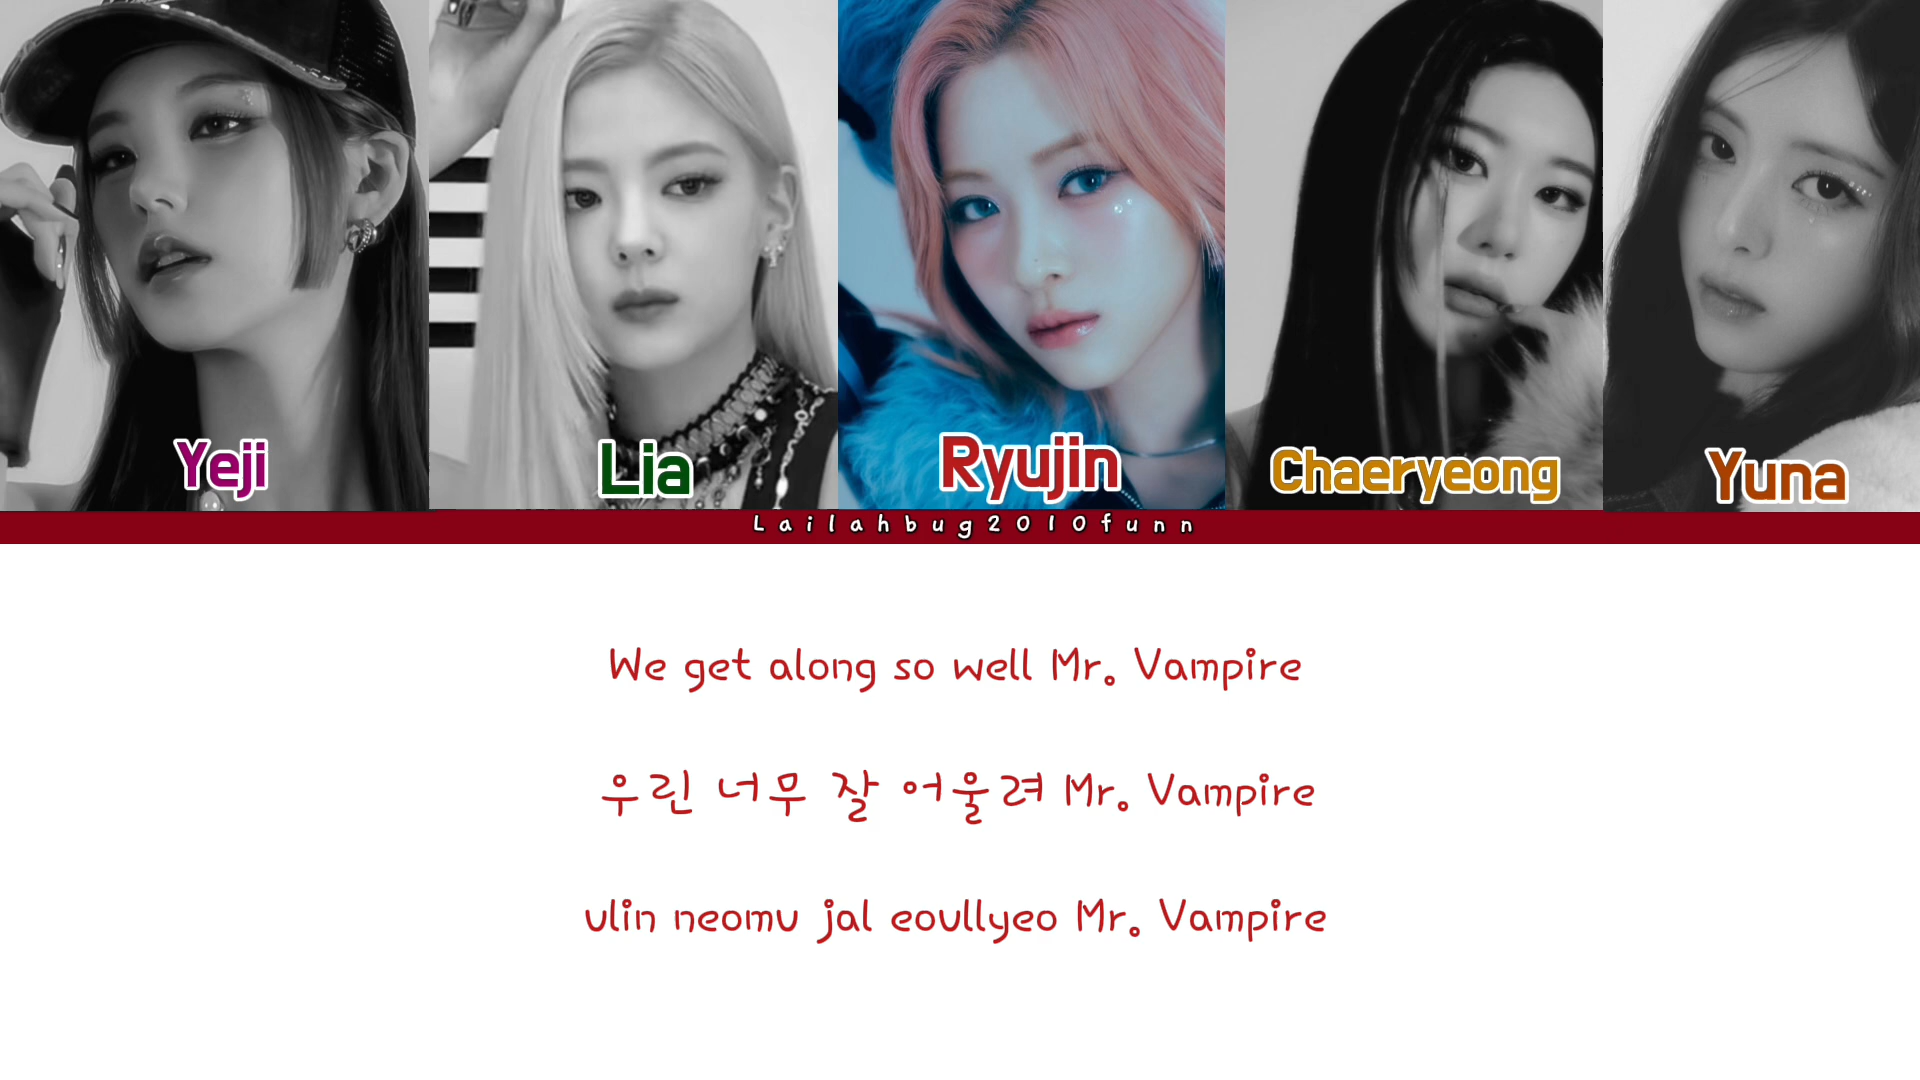 Yeji
Lia
Ryujin
Chaeryeong
Yuna
Lailahbug2010funn
We get along so well Mr. Vampire
우린 너무 잘 어울려 Mr. Vampire
ulin neomu jal eoullyeo Mr. Vampire